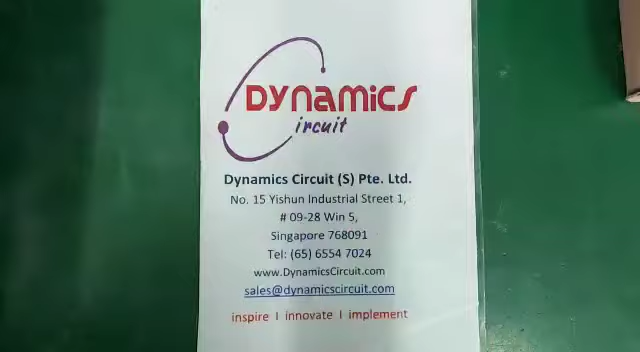 Dynamics
ircuit
Dynamics Circuit (S) Pte. Ltd.
No. 15 Yishun Industrial Street 1,
# 09-28 Win 5,
Singapore 768091
Tel: (65) 6554 7024
www.DynamicsCircuit.com
sales@dynamicscircuit.com
inspire I innovate I implement